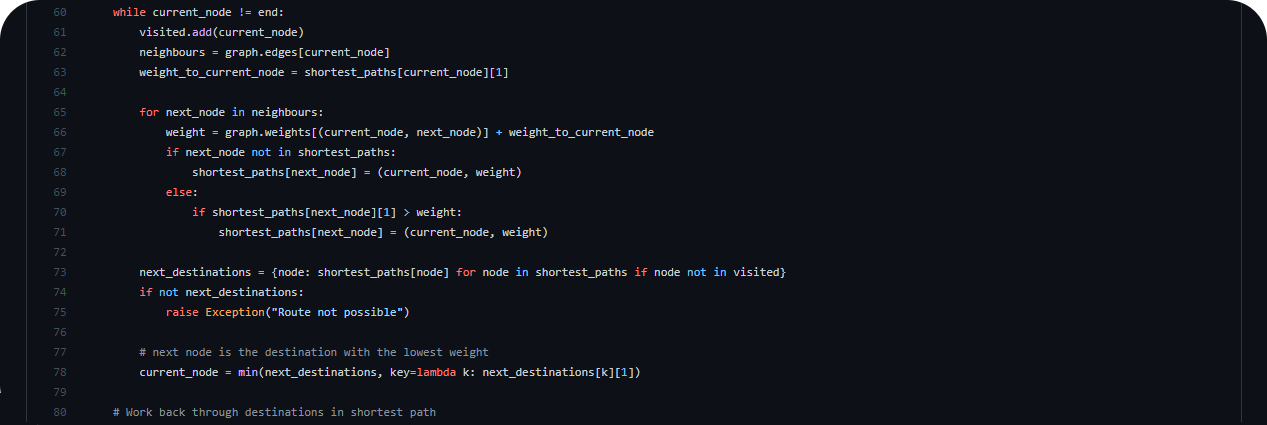 60 while current_node != end:
61 visited.add(current_node)
62 neighbours = graph.edges[current_node]
63 weight_to_current_node = shortest_paths[current_node][1]
64
65 for next_node in neighbours:
66 weight = graph.weights[(current_node, next_node)] + weight_to_current_node
67 if next_node not in shortest_paths:
68 shortest_paths[next_node] = (current_node, weight)
69 else:
70 if shortest_paths[next_node][1] > weight:
71 shortest_paths[next_node] = (current_node, weight)
72
73 next_destinations = {node: shortest_paths[node] for node in shortest_paths if node not in visited}
74 if not next_destinations:
75 raise Exception("Route not possible")
76
77 # next node is the destination with the lowest weight
78 current_node = min(next_destinations, key=lambda k: next_destinations[k][1])
79
80 # Work back through destinations in shortest path